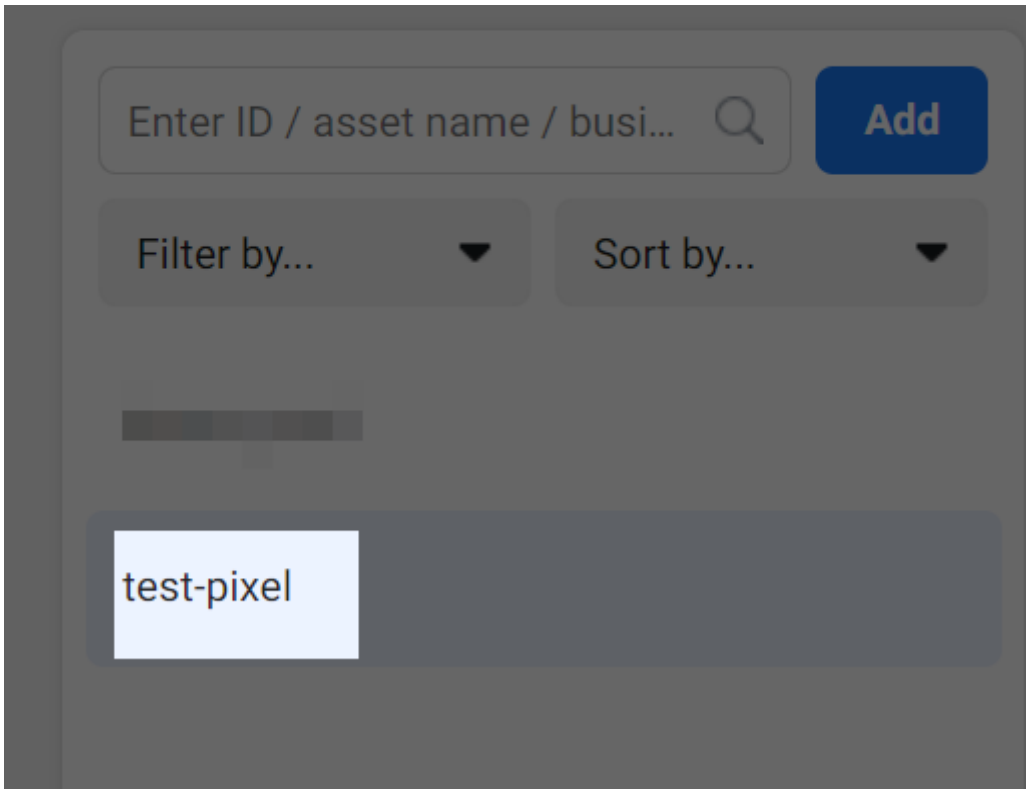 Enter ID / asset name / busi...
Add
Filter by...
Sort by...
test-pixel